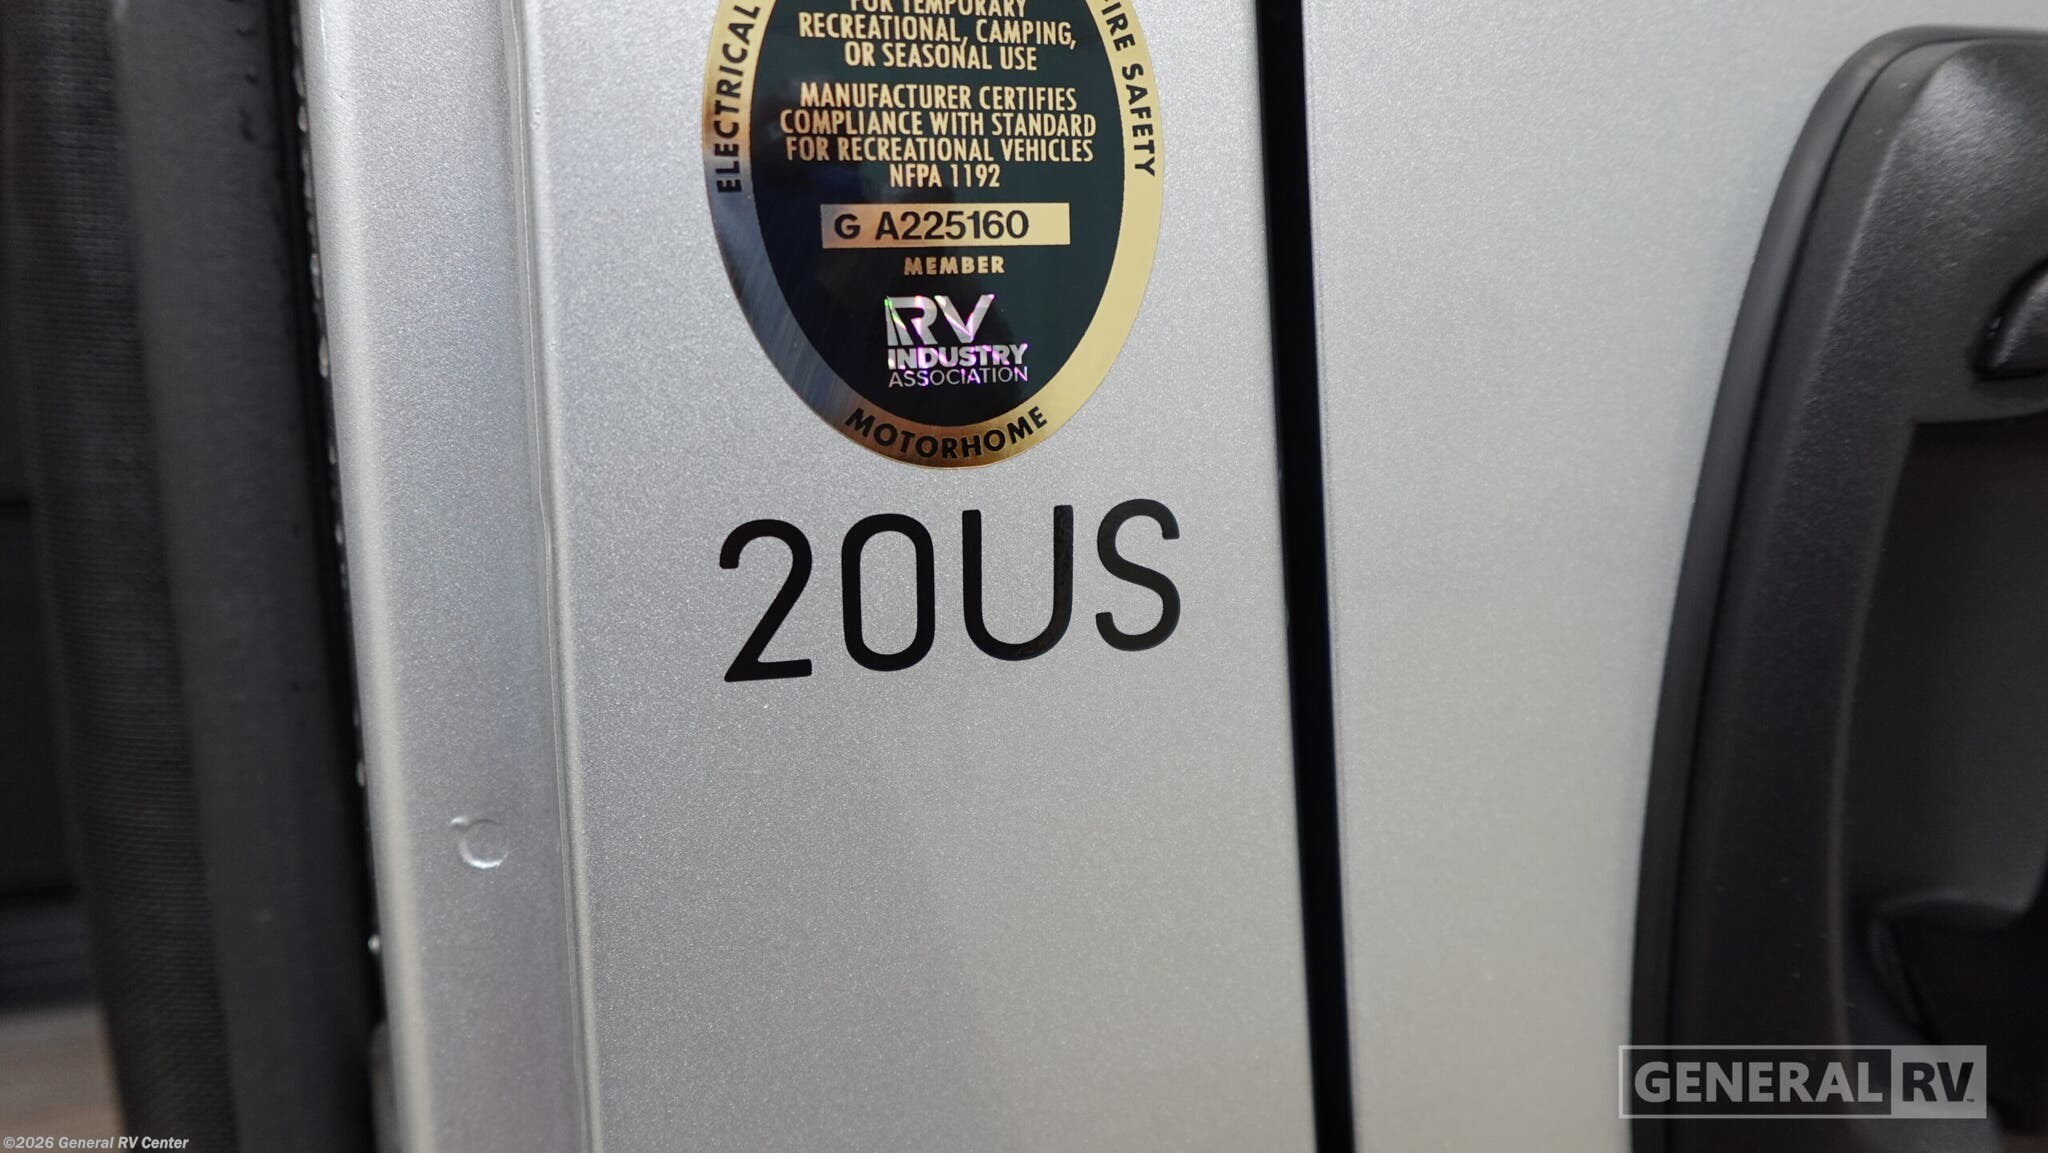 FOR TEMPORARY
RECREATIONAL, CAMPING,
OR SEASONAL USE
MANUFACTURER CERTIFIES
COMPLIANCE WITH STANDARD
FOR RECREATIONAL VEHICLES
NFPA 1192
G A225160
MEMBER
RV
INDUSTRY
ASSOCIATION
ELECTRICAL
FIRE SAFETY
MOTORHOME
20US
GENERAL RV
©2026 General RV Center